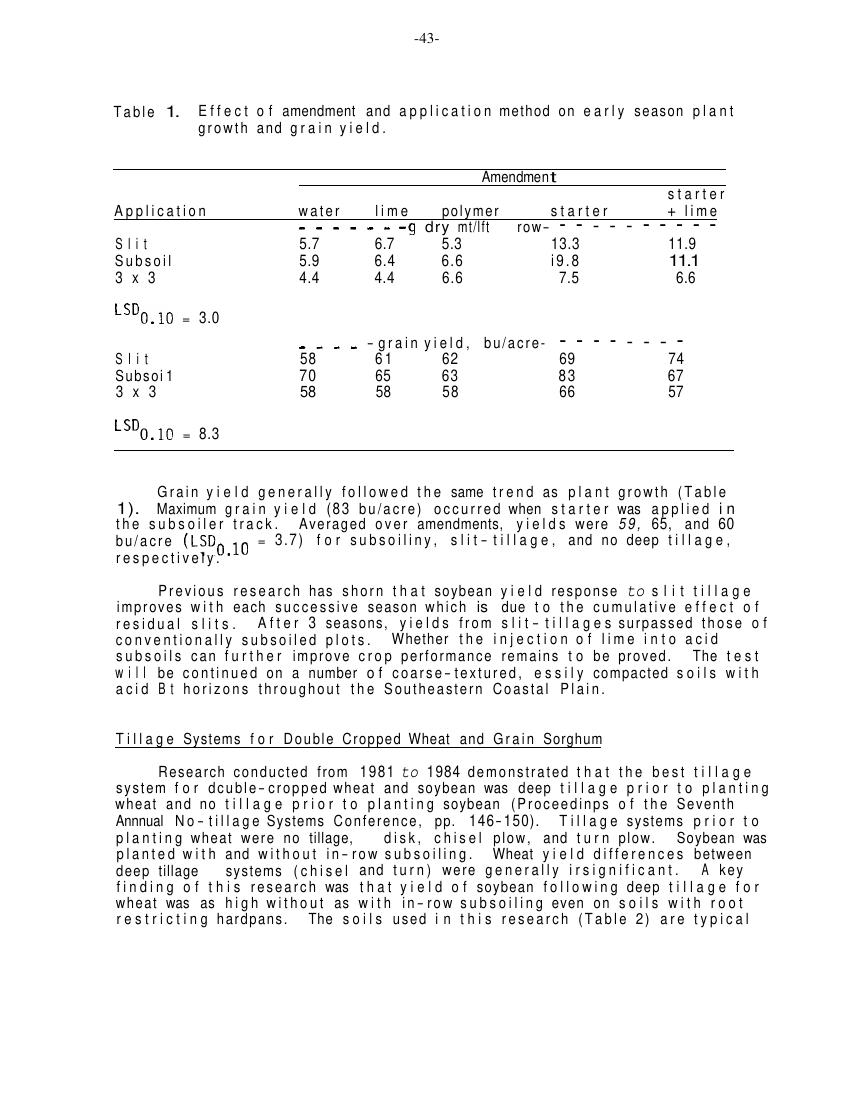 -43-
Table 1. Effect of amendment and application method on early season plant
growth and grain yield.
Amendment
starter
Application water lime polymer starter + lime
- - - - - - -g dry mt/lft row- - - - - - - - - - -
Slit 5.7 6.7 5.3 13.3 11.9
Subsoil 5.9 6.4 6.6 i9.8 11.1
3 x 3 4.4 4.4 6.6 7.5 6.6
LSD0.10 = 3.0
- - - - -grain yield, bu/acre- - - - - - - - -
Slit 58 61 62 69 74
Subsoi1 70 65 63 83 67
3 x 3 58 58 58 66 57
LSD0.10 = 8.3
Grain yield generally followed the same trend as plant growth (Table
1). Maximum grain yield (83 bu/acre) occurred when starter was applied in
the subsoiler track. Averaged over amendments, yields were 59, 65, and 60
bu/acre (LSD0.10 = 3.7) for subsoiliny, slit-tillage, and no deep tillage,
respectively.
Previous research has shorn that soybean yield response to slit tillage
improves with each successive season which is due to the cumulative effect of
residual slits. After 3 seasons, yields from slit-tillages surpassed those of
conventionally subsoiled plots. Whether the injection of lime into acid
subsoils can further improve crop performance remains to be proved. The test
will be continued on a number of coarse-textured, essily compacted soils with
acid Bt horizons throughout the Southeastern Coastal Plain.
Tillage Systems for Double Cropped Wheat and Grain Sorghum
Research conducted from 1981 to 1984 demonstrated that the best tillage
system for dcuble-cropped wheat and soybean was deep tillage prior to planting
wheat and no tillage prior to planting soybean (Proceedinps of the Seventh
Annnual No-tillage Systems Conference, pp. 146-150). Tillage systems prior to
planting wheat were no tillage, disk, chisel plow, and turn plow. Soybean was
planted with and without in-row subsoiling. Wheat yield differences between
deep tillage systems (chisel and turn) were generally irsignificant. A key
finding of this research was that yield of soybean following deep tillage for
wheat was as high without as with in-row subsoiling even on soils with root
restricting hardpans. The soils used in this research (Table 2) are typical